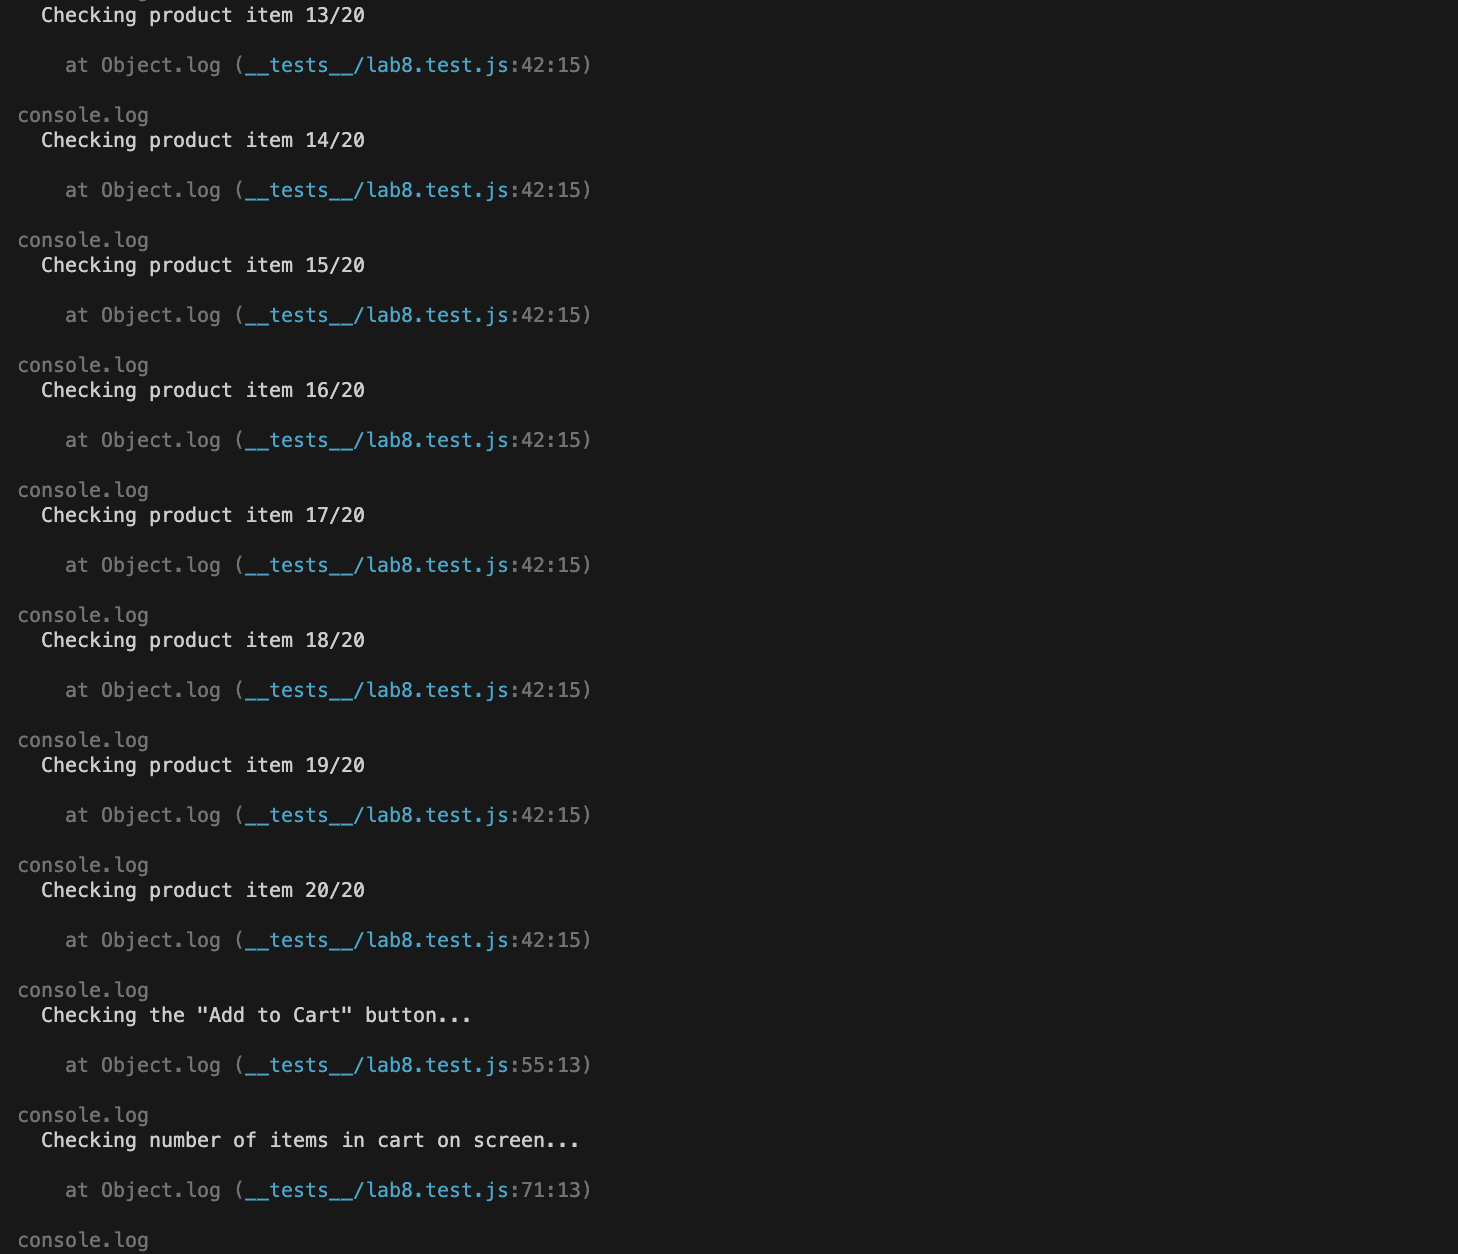 Checking product item 13/20
at Object.log (__tests__/lab8.test.js:42:15)
console.log
Checking product item 14/20
at Object.log (__tests__/lab8.test.js:42:15)
console.log
Checking product item 15/20
at Object.log (__tests__/lab8.test.js:42:15)
console.log
Checking product item 16/20
at Object.log (__tests__/lab8.test.js:42:15)
console.log
Checking product item 17/20
at Object.log (__tests__/lab8.test.js:42:15)
console.log
Checking product item 18/20
at Object.log (__tests__/lab8.test.js:42:15)
console.log
Checking product item 19/20
at Object.log (__tests__/lab8.test.js:42:15)
console.log
Checking product item 20/20
at Object.log (__tests__/lab8.test.js:42:15)
console.log
Checking the "Add to Cart" button...
at Object.log (__tests__/lab8.test.js:55:13)
console.log
Checking number of items in cart on screen...
at Object.log (__tests__/lab8.test.js:71:13)
console.log